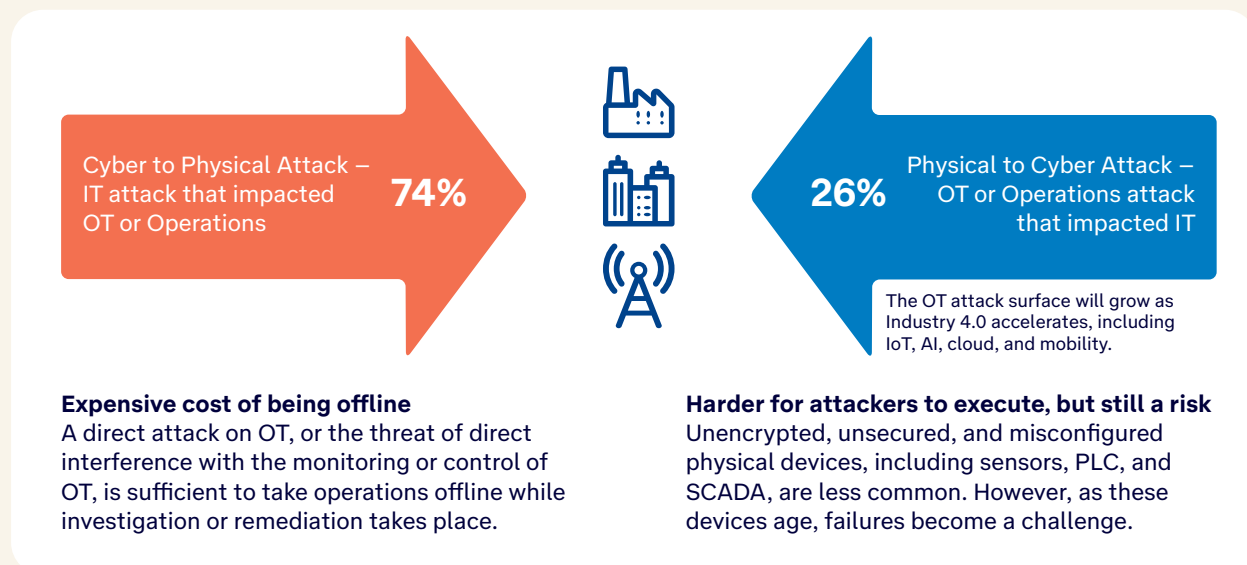 Cyber to Physical Attack –
IT attack that impacted
OT or Operations
74%
26%
Physical to Cyber Attack –
OT or Operations attack
that impacted IT
The OT attack surface will grow as
Industry 4.0 accelerates, including
IoT, AI, cloud, and mobility.
Expensive cost of being offline
A direct attack on OT, or the threat of direct
interference with the monitoring or control of
OT, is sufficient to take operations offline while
investigation or remediation takes place.
Harder for attackers to execute, but still a risk
Unencrypted, unsecured, and misconfigured
physical devices, including sensors, PLC, and
SCADA, are less common. However, as these
devices age, failures become a challenge.